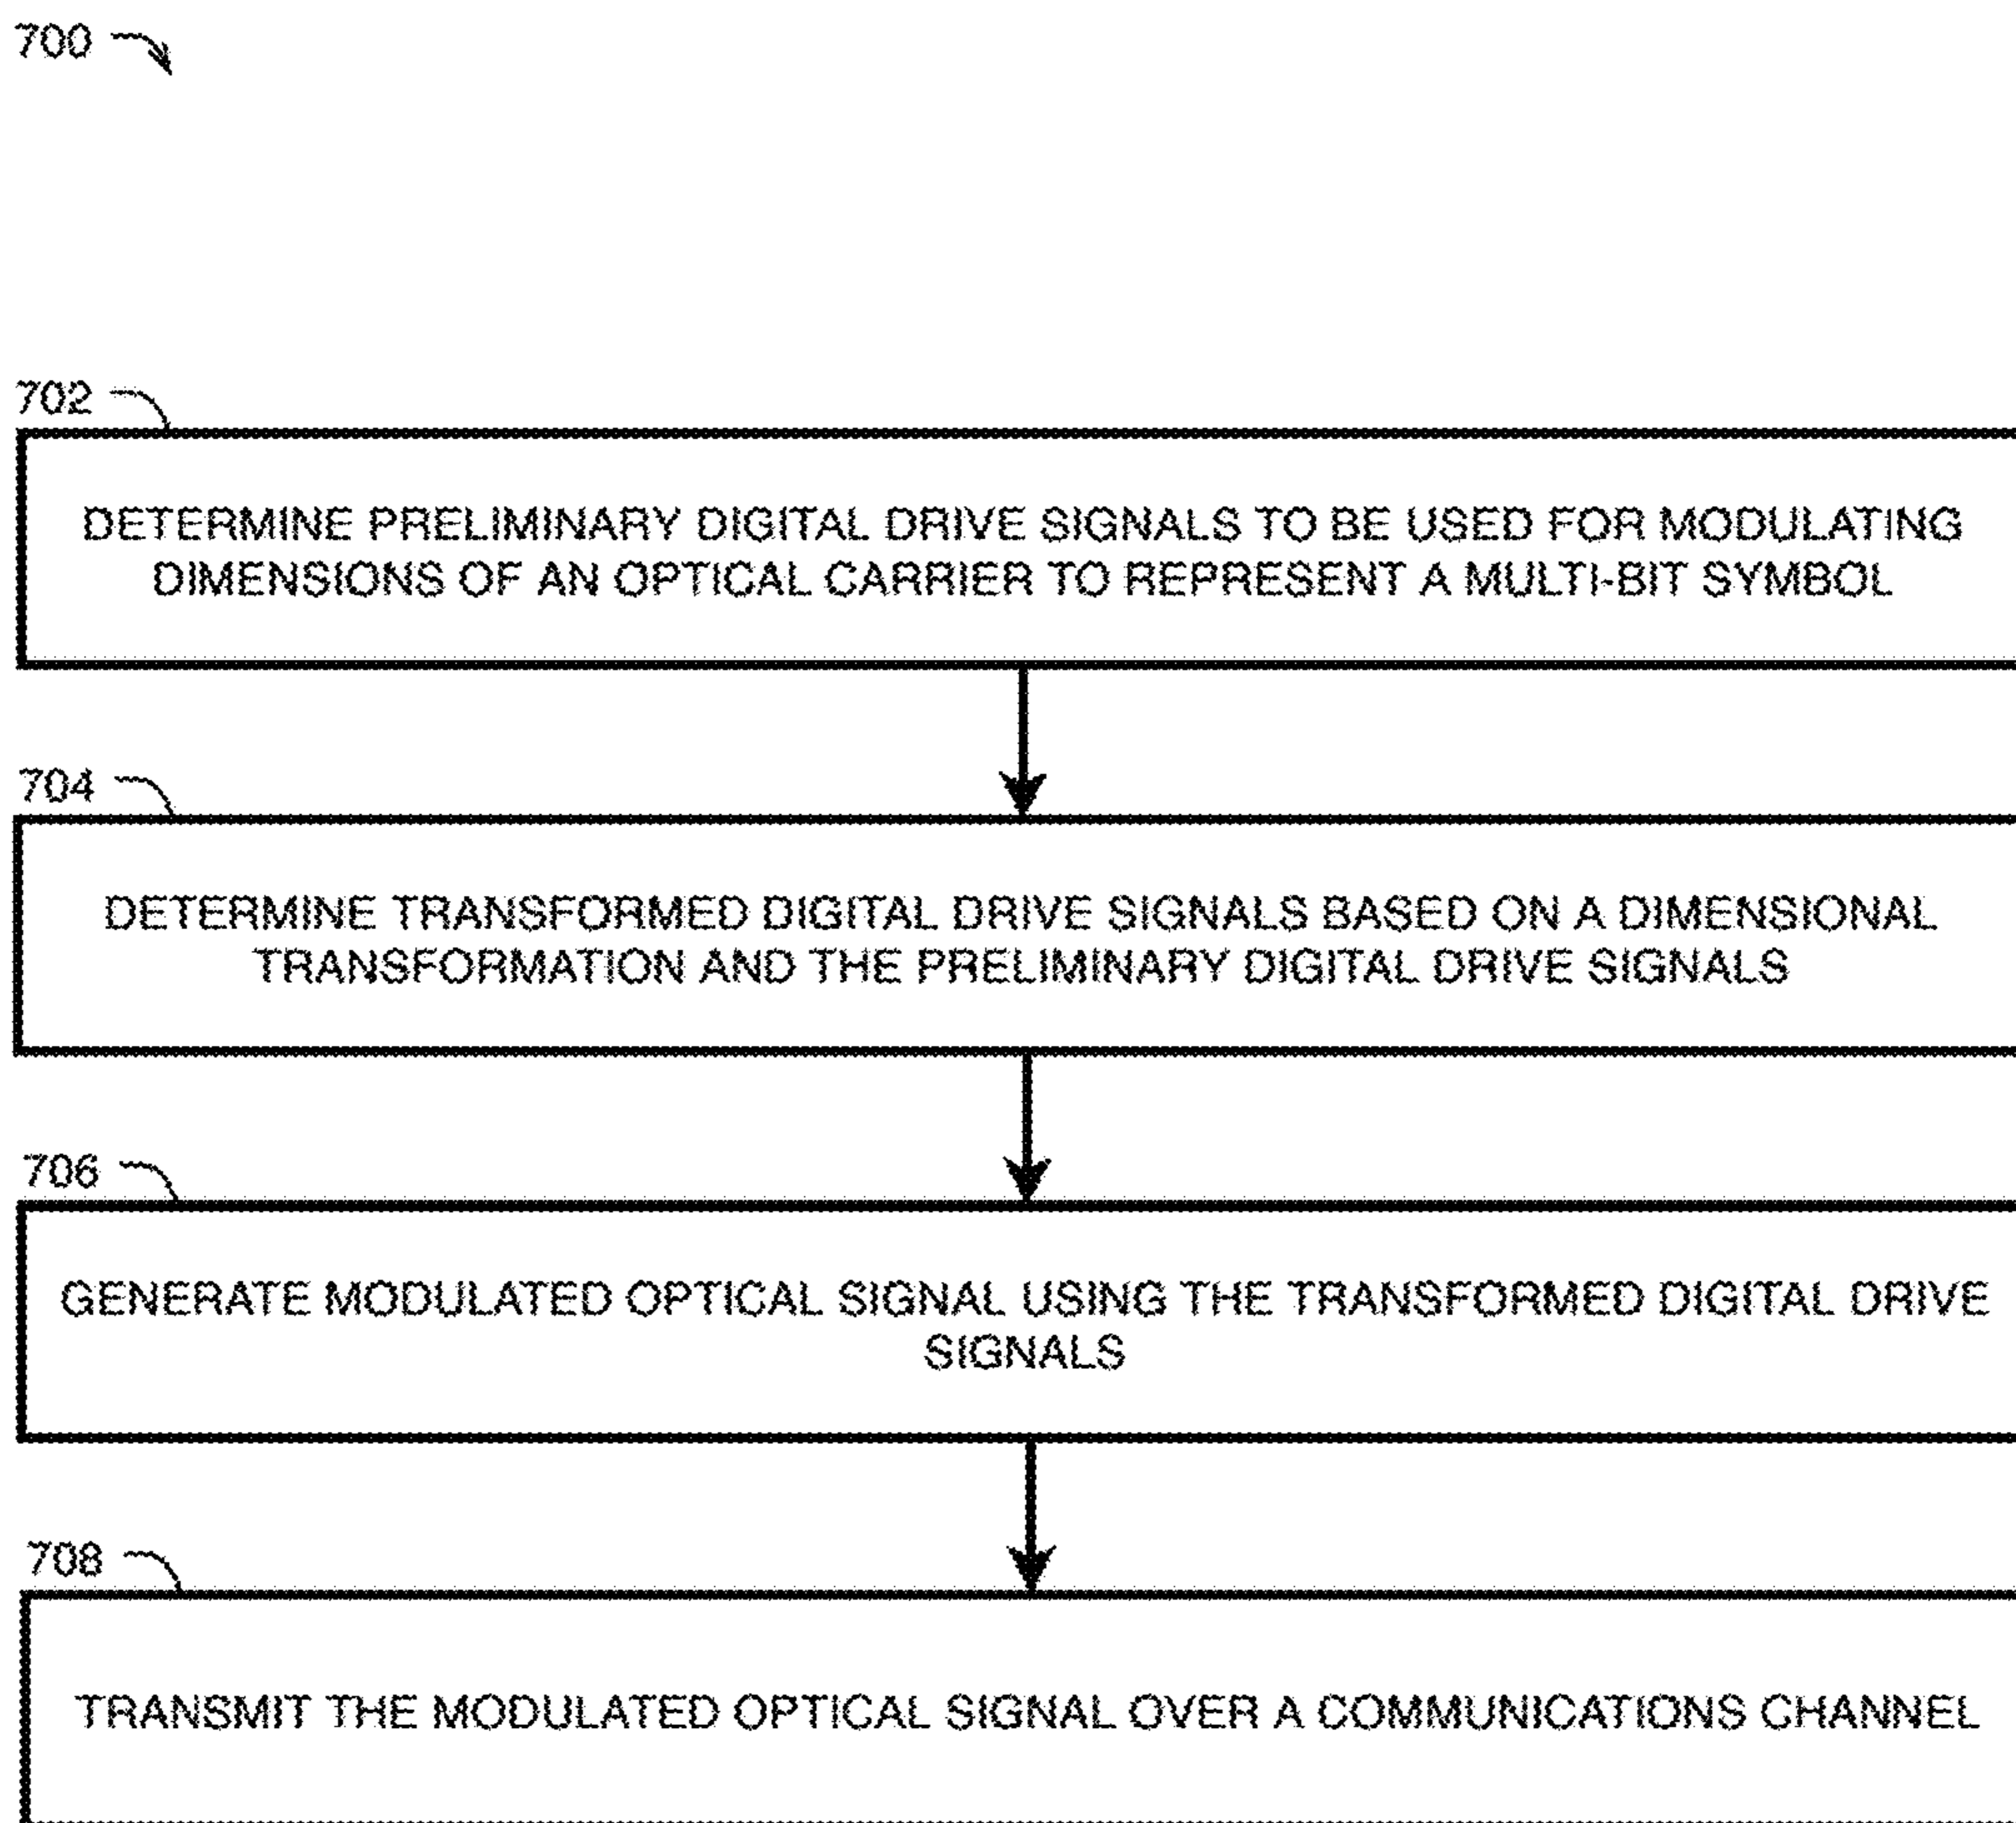 700
702
DETERMINE PRELIMINARY DIGITAL DRIVE SIGNALS TO BE USED FOR MODULATING
DIMENSIONS OF AN OPTICAL CARRIER TO REPRESENT A MULTI-BIT SYMBOL
704
DETERMINE TRANSFORMED DIGITAL DRIVE SIGNALS BASED ON A DIMENSIONAL
TRANSFORMATION AND THE PRELIMINARY DIGITAL DRIVE SIGNALS
706
GENERATE MODULATED OPTICAL SIGNAL USING THE TRANSFORMED DIGITAL DRIVE
SIGNALS
708
TRANSMIT THE MODULATED OPTICAL SIGNAL OVER A COMMUNICATIONS CHANNEL